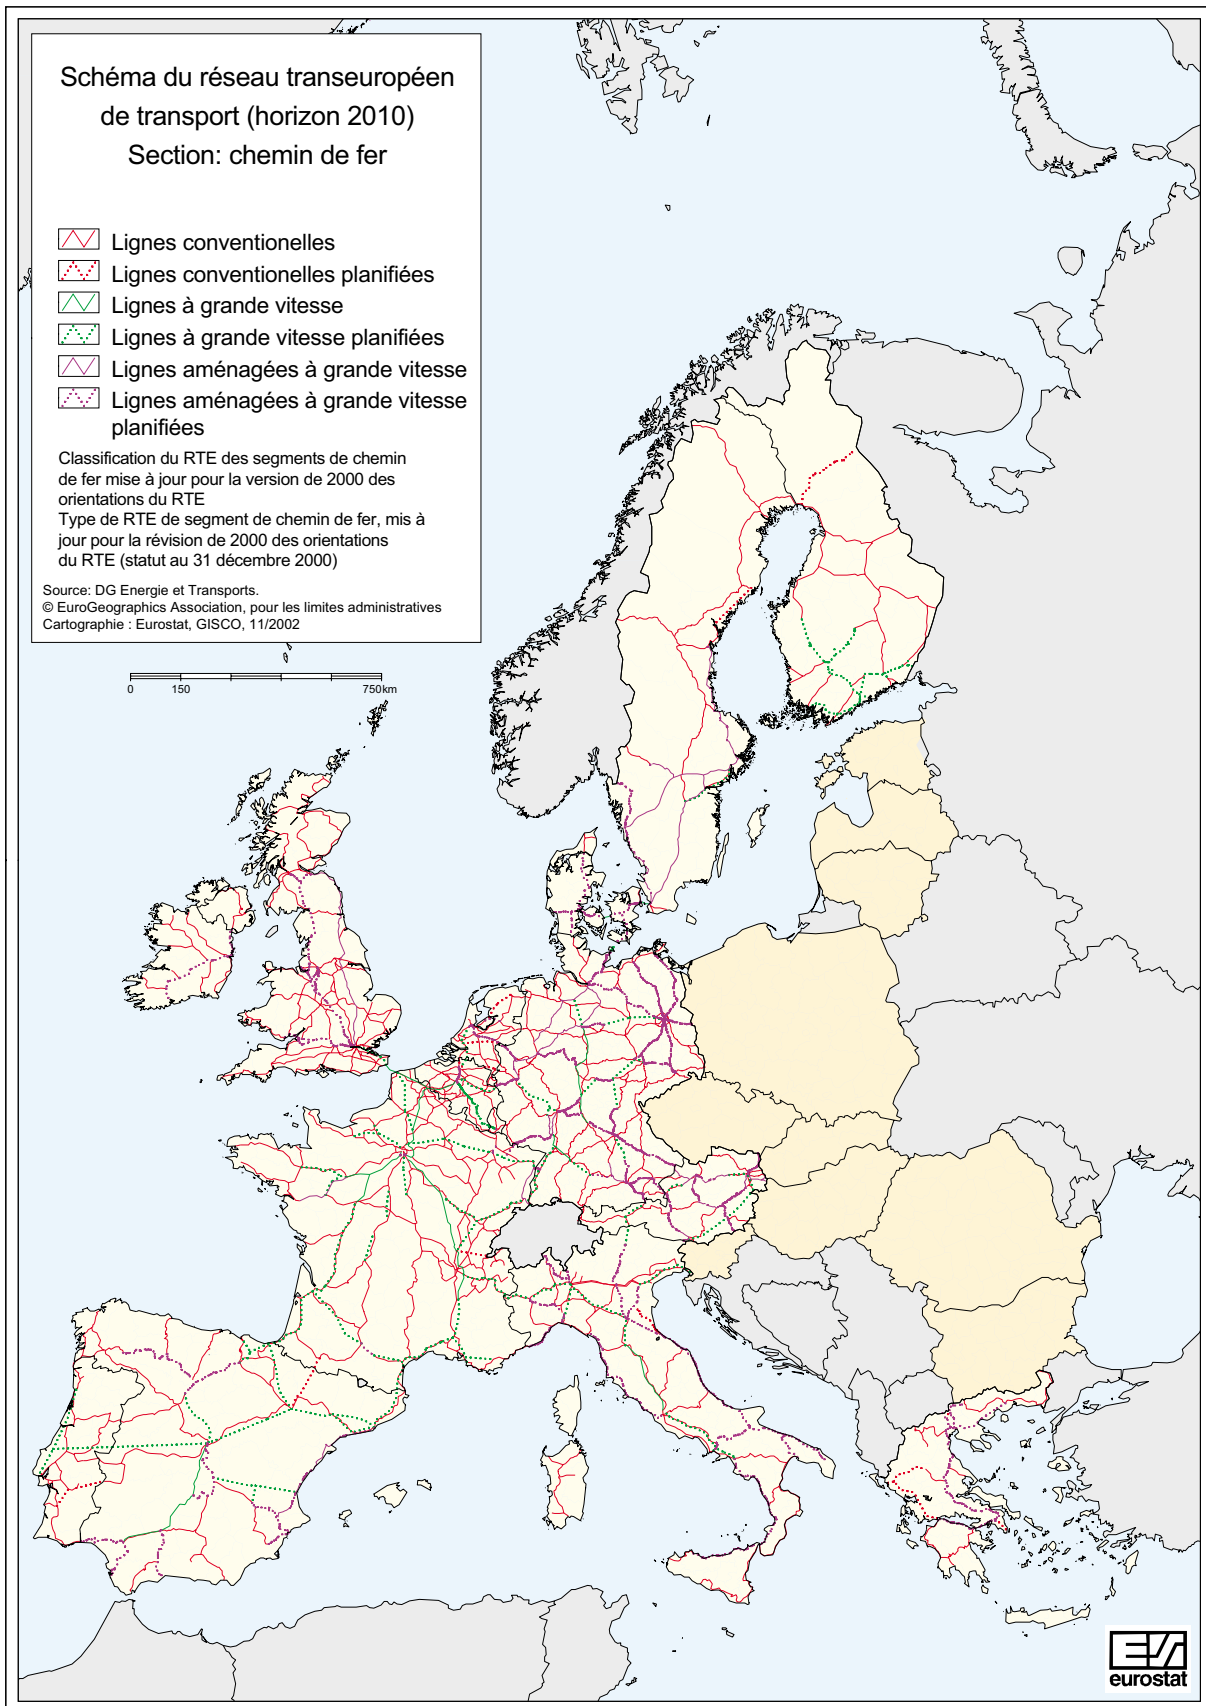 Schéma du réseau transeuropéen
de transport (horizon 2010)
Section: chemin de fer
Lignes conventionelles
Lignes conventionelles planifiées
Lignes à grande vitesse
Lignes à grande vitesse planifiées
Lignes aménagées à grande vitesse
Lignes aménagées à grande vitesse
planifiées
Classification du RTE des segments de chemin
de fer mise à jour pour la version de 2000 des
orientations du RTE
Type de RTE de segment de chemin de fer, mis à
jour pour la révision de 2000 des orientations
du RTE (statut au 31 décembre 2000)
Source: DG Energie et Transports.
© EuroGeographics Association, pour les limites administratives
Cartographie : Eurostat, GISCO, 11/2002
0 150 750km
eurostat